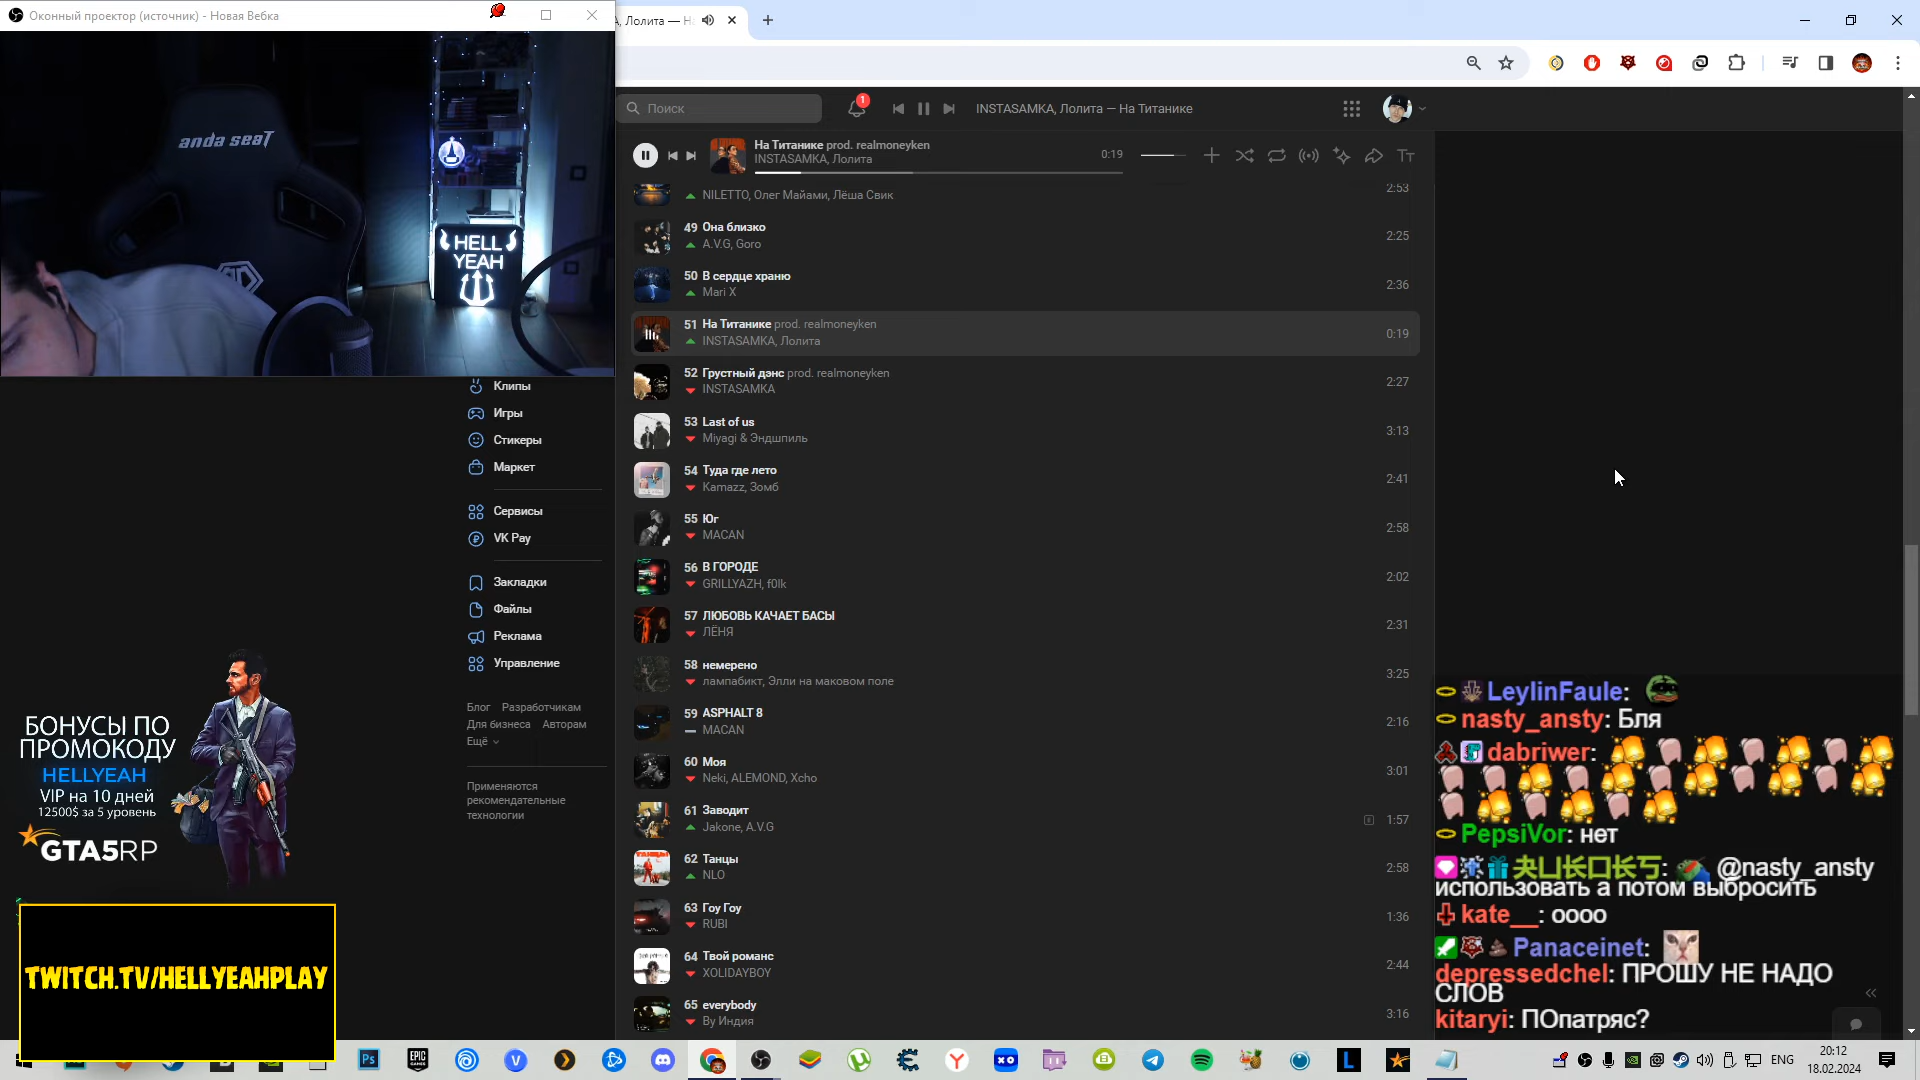 Оконный проектор (источник) - Новая Вебка
А, Лолита — На
anda seaT
HELL
YEAH
Поиск
1
INSTASAMKA, Лолита — На Титанике
На Титанике prod. realmoneyken
INSTASAMKA, Лолита
0:19
NILETTO, Олег Майами, Лёша Свик
2:53
49 Она близко
A.V.G, Goro
2:25
50 В сердце храню
Mari X
2:36
51 На Титанике prod. realmoneyken
INSTASAMKA, Лолита
0:19
52 Грустный дэнс prod. realmoneyken
INSTASAMKA
2:27
53 Last of us
Miyagi & Эндшпиль
3:13
54 Туда где лето
Kamazz, Зомб
2:41
55 Юг
MACAN
2:58
56 В ГОРОДЕ
GRILLYAZH, f0lk
2:02
57 ЛЮБОВЬ КАЧАЕТ БАСЫ
ЛЁНЯ
2:31
58 немерено
лампабикт, Элли на маковом поле
3:25
59 ASPHALT 8
MACAN
2:16
60 Моя
Neki, ALEMOND, Xcho
3:01
61 Заводит
Jakone, A.V.G
E 1:57
62 Танцы
NLO
2:58
63 Гоу Гоу
RUBI
1:36
64 Твой романс
XOLIDAYBOY
2:44
65 everybody
By Индия
3:16
Клипы
Игры
Стикеры
Маркет
Сервисы
VK Pay
Закладки
Файлы
Реклама
Управление
Блог Разработчикам
Для бизнеса Авторам
Ещё
Применяются
рекомендательные
технологии
БОНУСЫ ПО
ПРОМОКОДУ
HELLYEAH
VIP на 10 дней
12500$ за 5 уровень
GTA5RP
TWITCH.TV/HELLYEAHPLAY
LeylinFaule:
nasty_ansty: Бля
dabriwer:
PepsiVor: нет
@nasty_ansty
использовать а потом выбросить
kate__: оооо
Panaceinet:
depressedchel: ПРОШУ НЕ НАДО
СЛОВ
kitaryi: ПОпатряс?
ENG
20:12
18.02.2024